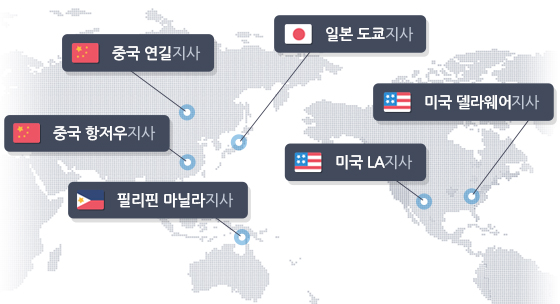 일본 도쿄지사
중국 연길지사
미국 델라웨어지사
중국 항저우지사
미국 LA지사
필리핀 마닐라지사